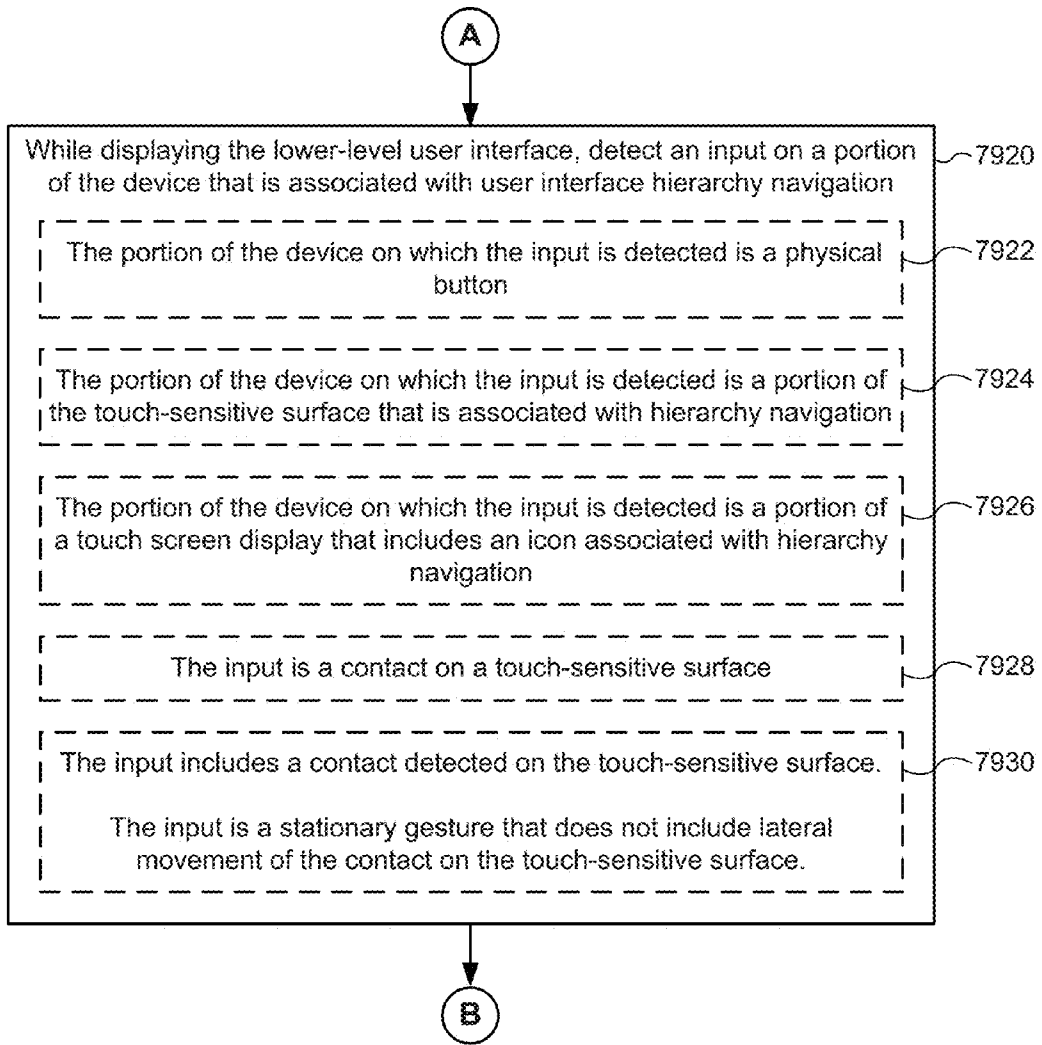 A
While displaying the lower-level user interface, detect an input on a portion
of the device that is associated with user interface hierarchy navigation
7920
The portion of the device on which the input is detected is a physical
button
7922
The portion of the device on which the input is detected is a portion of
the touch-sensitive surface that is associated with hierarchy navigation
7924
The portion of the device on which the input is detected is a portion of
a touch screen display that includes an icon associated with hierarchy
navigation
7926
The input is a contact on a touch-sensitive surface
7928
The input includes a contact detected on the touch-sensitive surface.
7930
The input is a stationary gesture that does not include lateral
movement of the contact on the touch-sensitive surface.
B